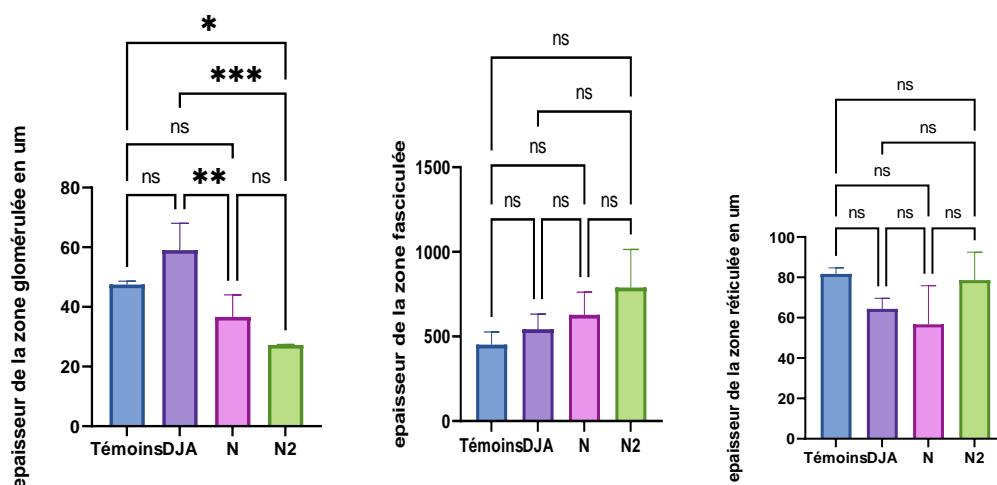 epaisseur de la zone glomérulée en um
*
***
ns
ns
**
ns
80
60
40
20
0
Témoins
DJA
N
N2
epaisseur de la zone fasciculée
ns
ns
ns
ns
ns
ns
1500
1000
500
0
Témoins
DJA
N
N2
epaisseur de la zone réticulée en um
ns
ns
ns
ns
ns
ns
100
80
60
40
20
0
Témoins
DJA
N
N2